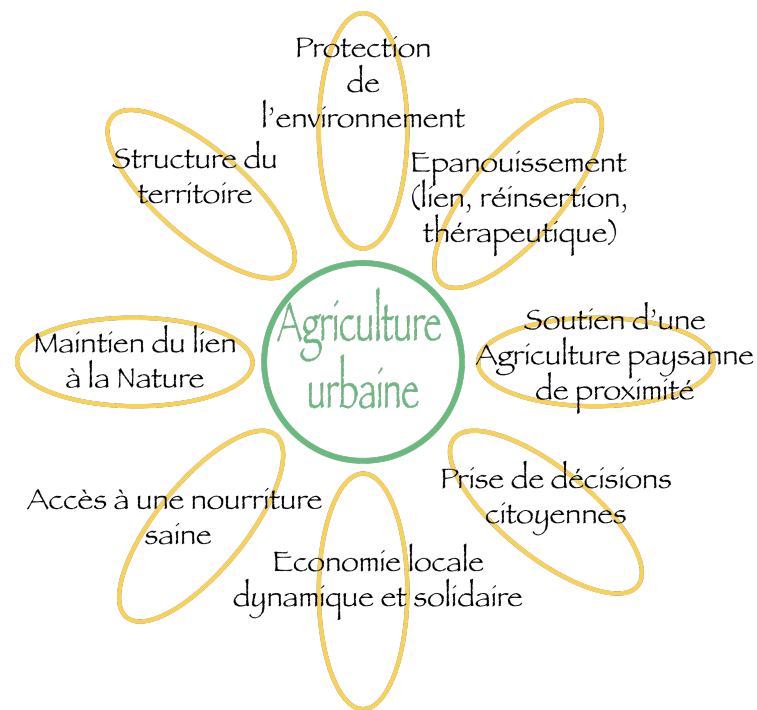 Protection
de
l'environnement
Epanouissement
(lien, réinsertion,
thérapeutique)
Soutien d'une
Agriculture paysanne
de proximité
Prise de décisions
citoyennes
Economie locale
dynamique et solidaire
Accès à une nourriture
saine
Maintien du lien
à la Nature
Structure du
territoire
Agriculture
urbaine